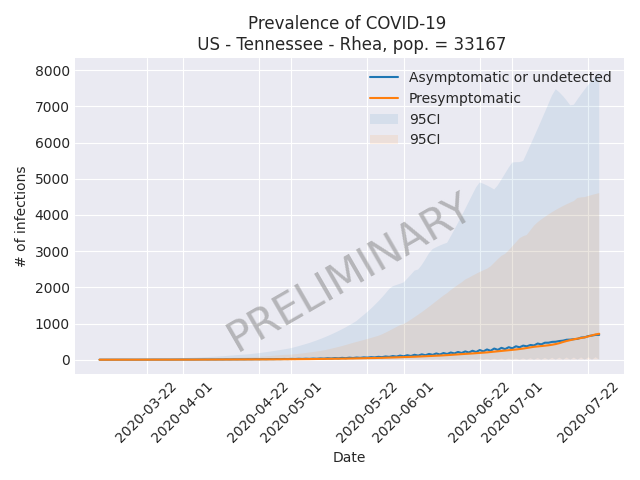 Prevalence of COVID-19
US - Tennessee - Rhea, pop. = 33167
8000
7000
6000
5000
4000
3000
2000
1000
0
# of infections
Asymptomatic or undetected
Presymptomatic
95CI
95CI
PRELIMINARY
2020-03-22
2020-04-01
2020-04-22
2020-05-01
2020-05-22
2020-06-01
2020-06-22
2020-07-01
2020-07-22
Date